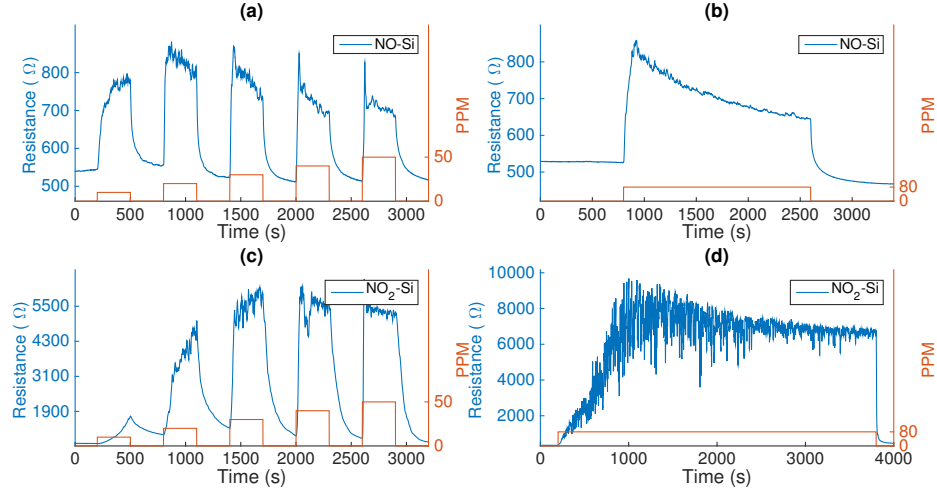 (a)
NO-Si
Resistance ( Ω)
800
700
600
500
PPM
50
0
0 500 1000 1500 2000 2500 3000
Time (s)
(b)
NO-Si
Resistance ( Ω)
800
700
600
500
PPM
80
0
0 500 1000 1500 2000 2500 3000
Time (s)
(c)
NO₂-Si
Resistance ( Ω)
5500
4300
3100
1900
PPM
50
0
0 500 1000 1500 2000 2500 3000
Time (s)
(d)
NO₂-Si
Resistance ( Ω)
10000
8000
6000
4000
2000
PPM
80
0
0 1000 2000 3000 4000
Time (s)